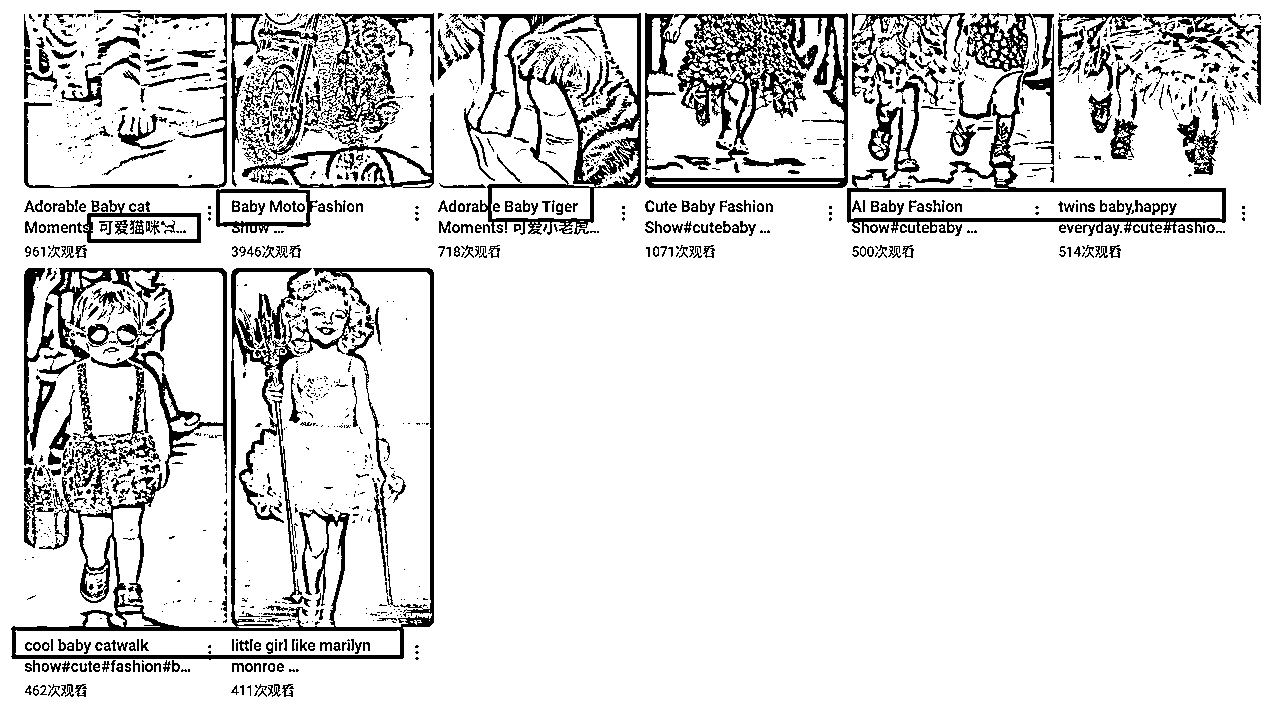 Adorable Baby cat
Moments! 可爱猫咪🐱...
961次观看
Baby Moto Fashion
Show ...
3946次观看
Adorable Baby Tiger
Moments! 可爱小老虎...
718次观看
Cute Baby Fashion
Show#cutebaby ...
1071次观看
AI Baby Fashion
Show#cutebaby ...
500次观看
twins baby,happy
everyday.#cute#fashio...
514次观看
cool baby catwalk
show#cute#fashion#b...
462次观看
little girl like marilyn
monroe ...
411次观看